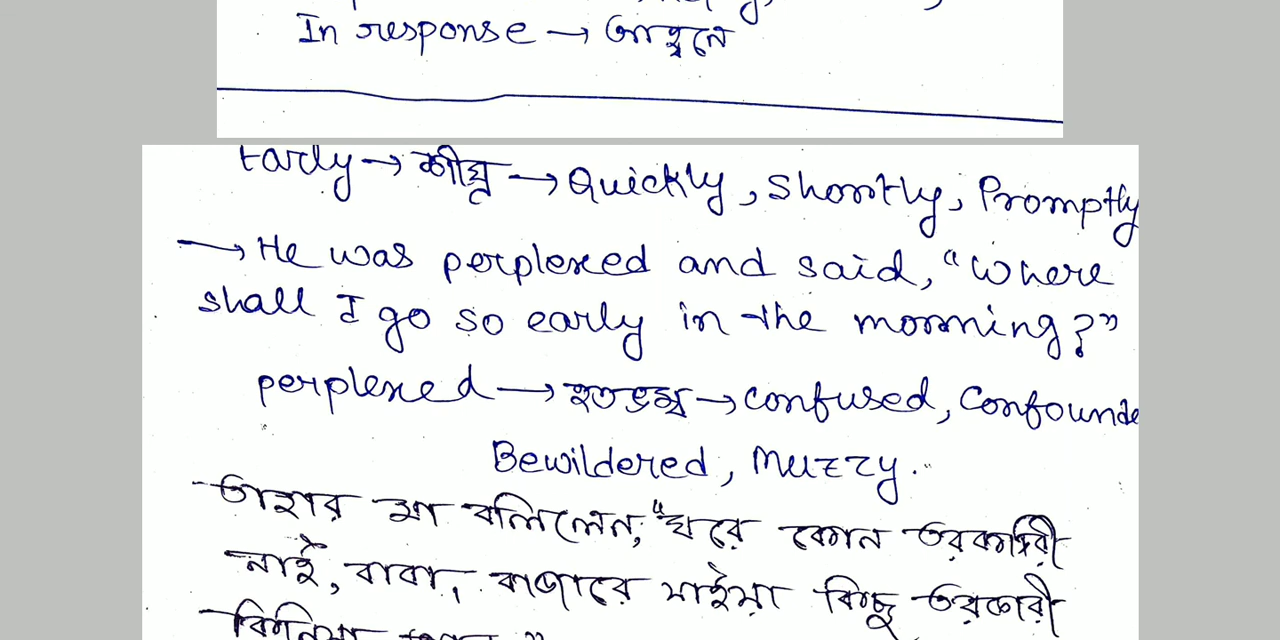 In response → আহ্বানে
Early → শীঘ্র → Quickly, Shortly, Promptly
→ He was perplexed and said, "Where
shall I go so early in the morning?"
perplexed → হতভম্ব → confused, Confounde
Bewildered, Muzzy.
তাহার মা বলিলেন, "ঘরে কোন তরকারী
নাই, বাবা, বাজারে যাইয়া কিছু তরকারী
কিনিয়া